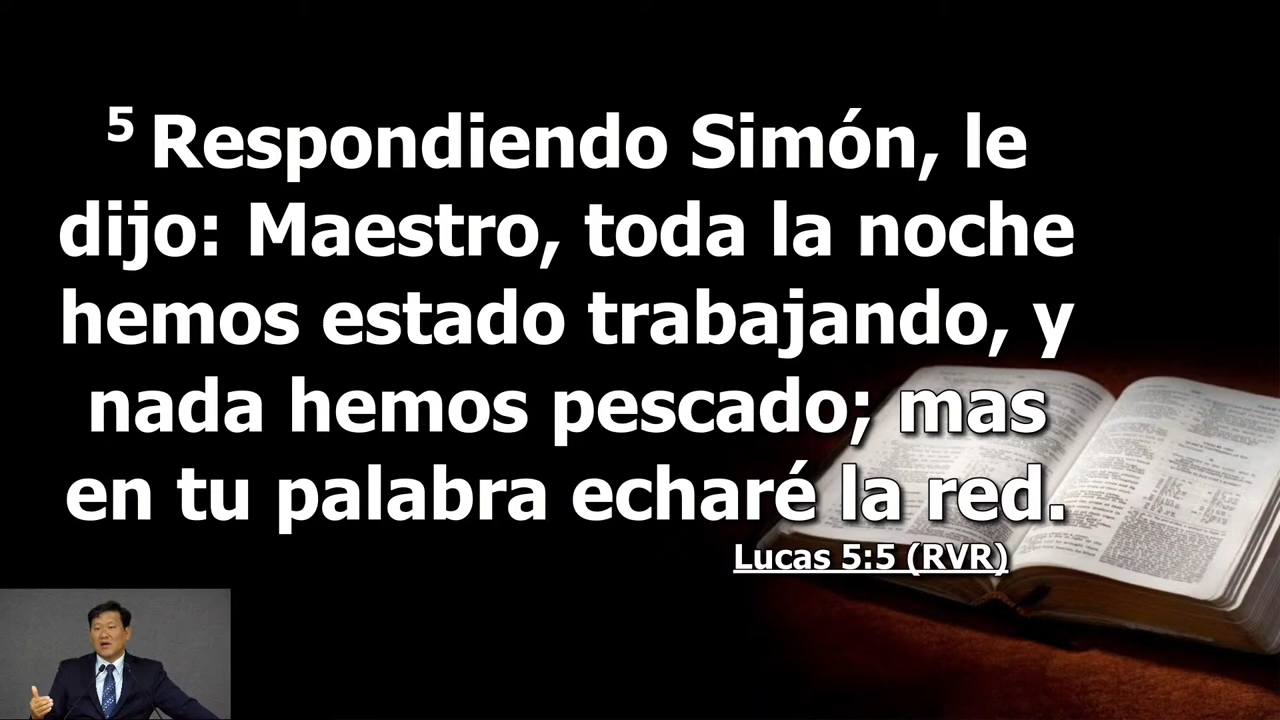 5 Respondiendo Simón, le
dijo: Maestro, toda la noche
hemos estado trabajando, y
nada hemos pescado; mas
en tu palabra echaré la red.
Lucas 5:5 (RVR)